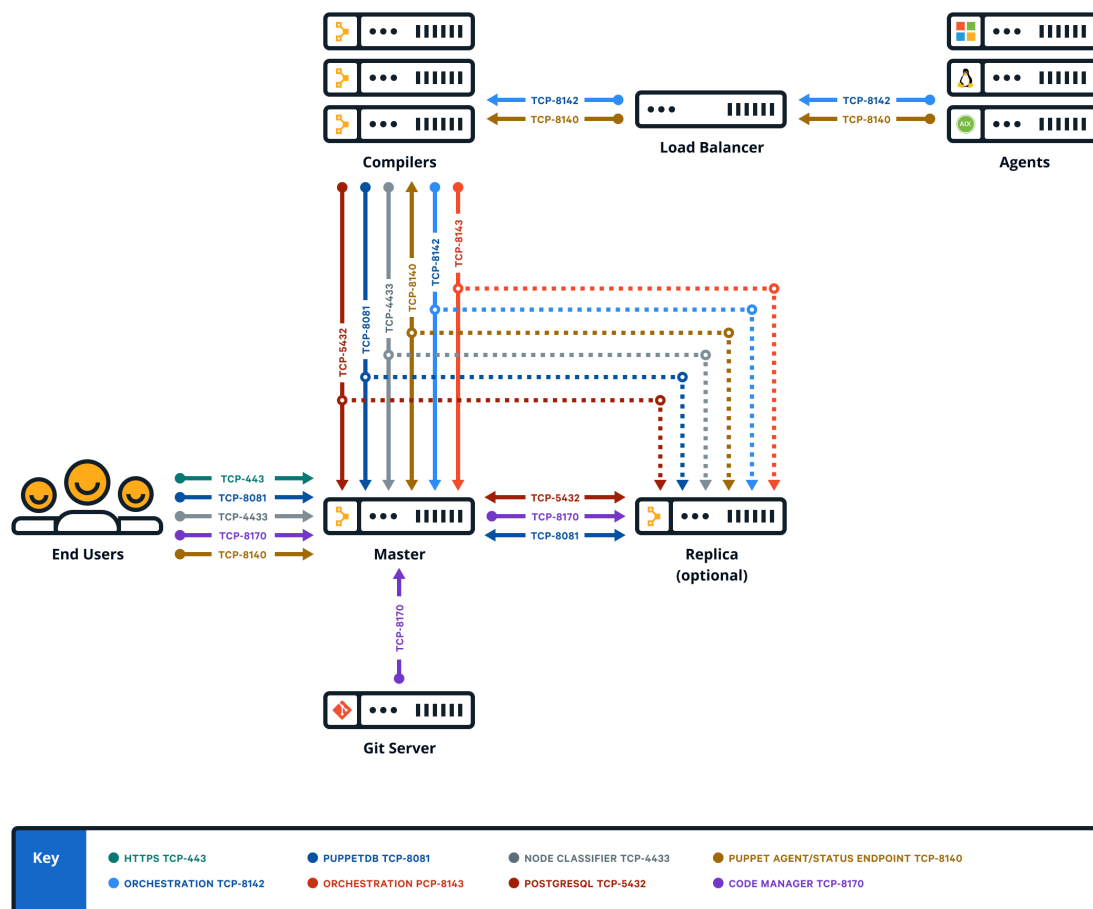 TCP-8142
TCP-8140
Compilers
Load Balancer
TCP-8142
TCP-8140
AIX
Agents
TCP-5432
TCP-8081
TCP-4433
TCP-8140
TCP-8142
TCP-8143
TCP-443
TCP-8081
TCP-4433
TCP-8170
TCP-8140
End Users
Master
TCP-5432
TCP-8170
TCP-8081
Replica
(optional)
TCP-8170
Git Server
Key
HTTPS TCP-443
PUPPETDB TCP-8081
NODE CLASSIFIER TCP-4433
PUPPET AGENT/STATUS ENDPOINT TCP-8140
ORCHESTRATION TCP-8142
ORCHESTRATION PCP-8143
POSTGRESQL TCP-5432
CODE MANAGER TCP-8170